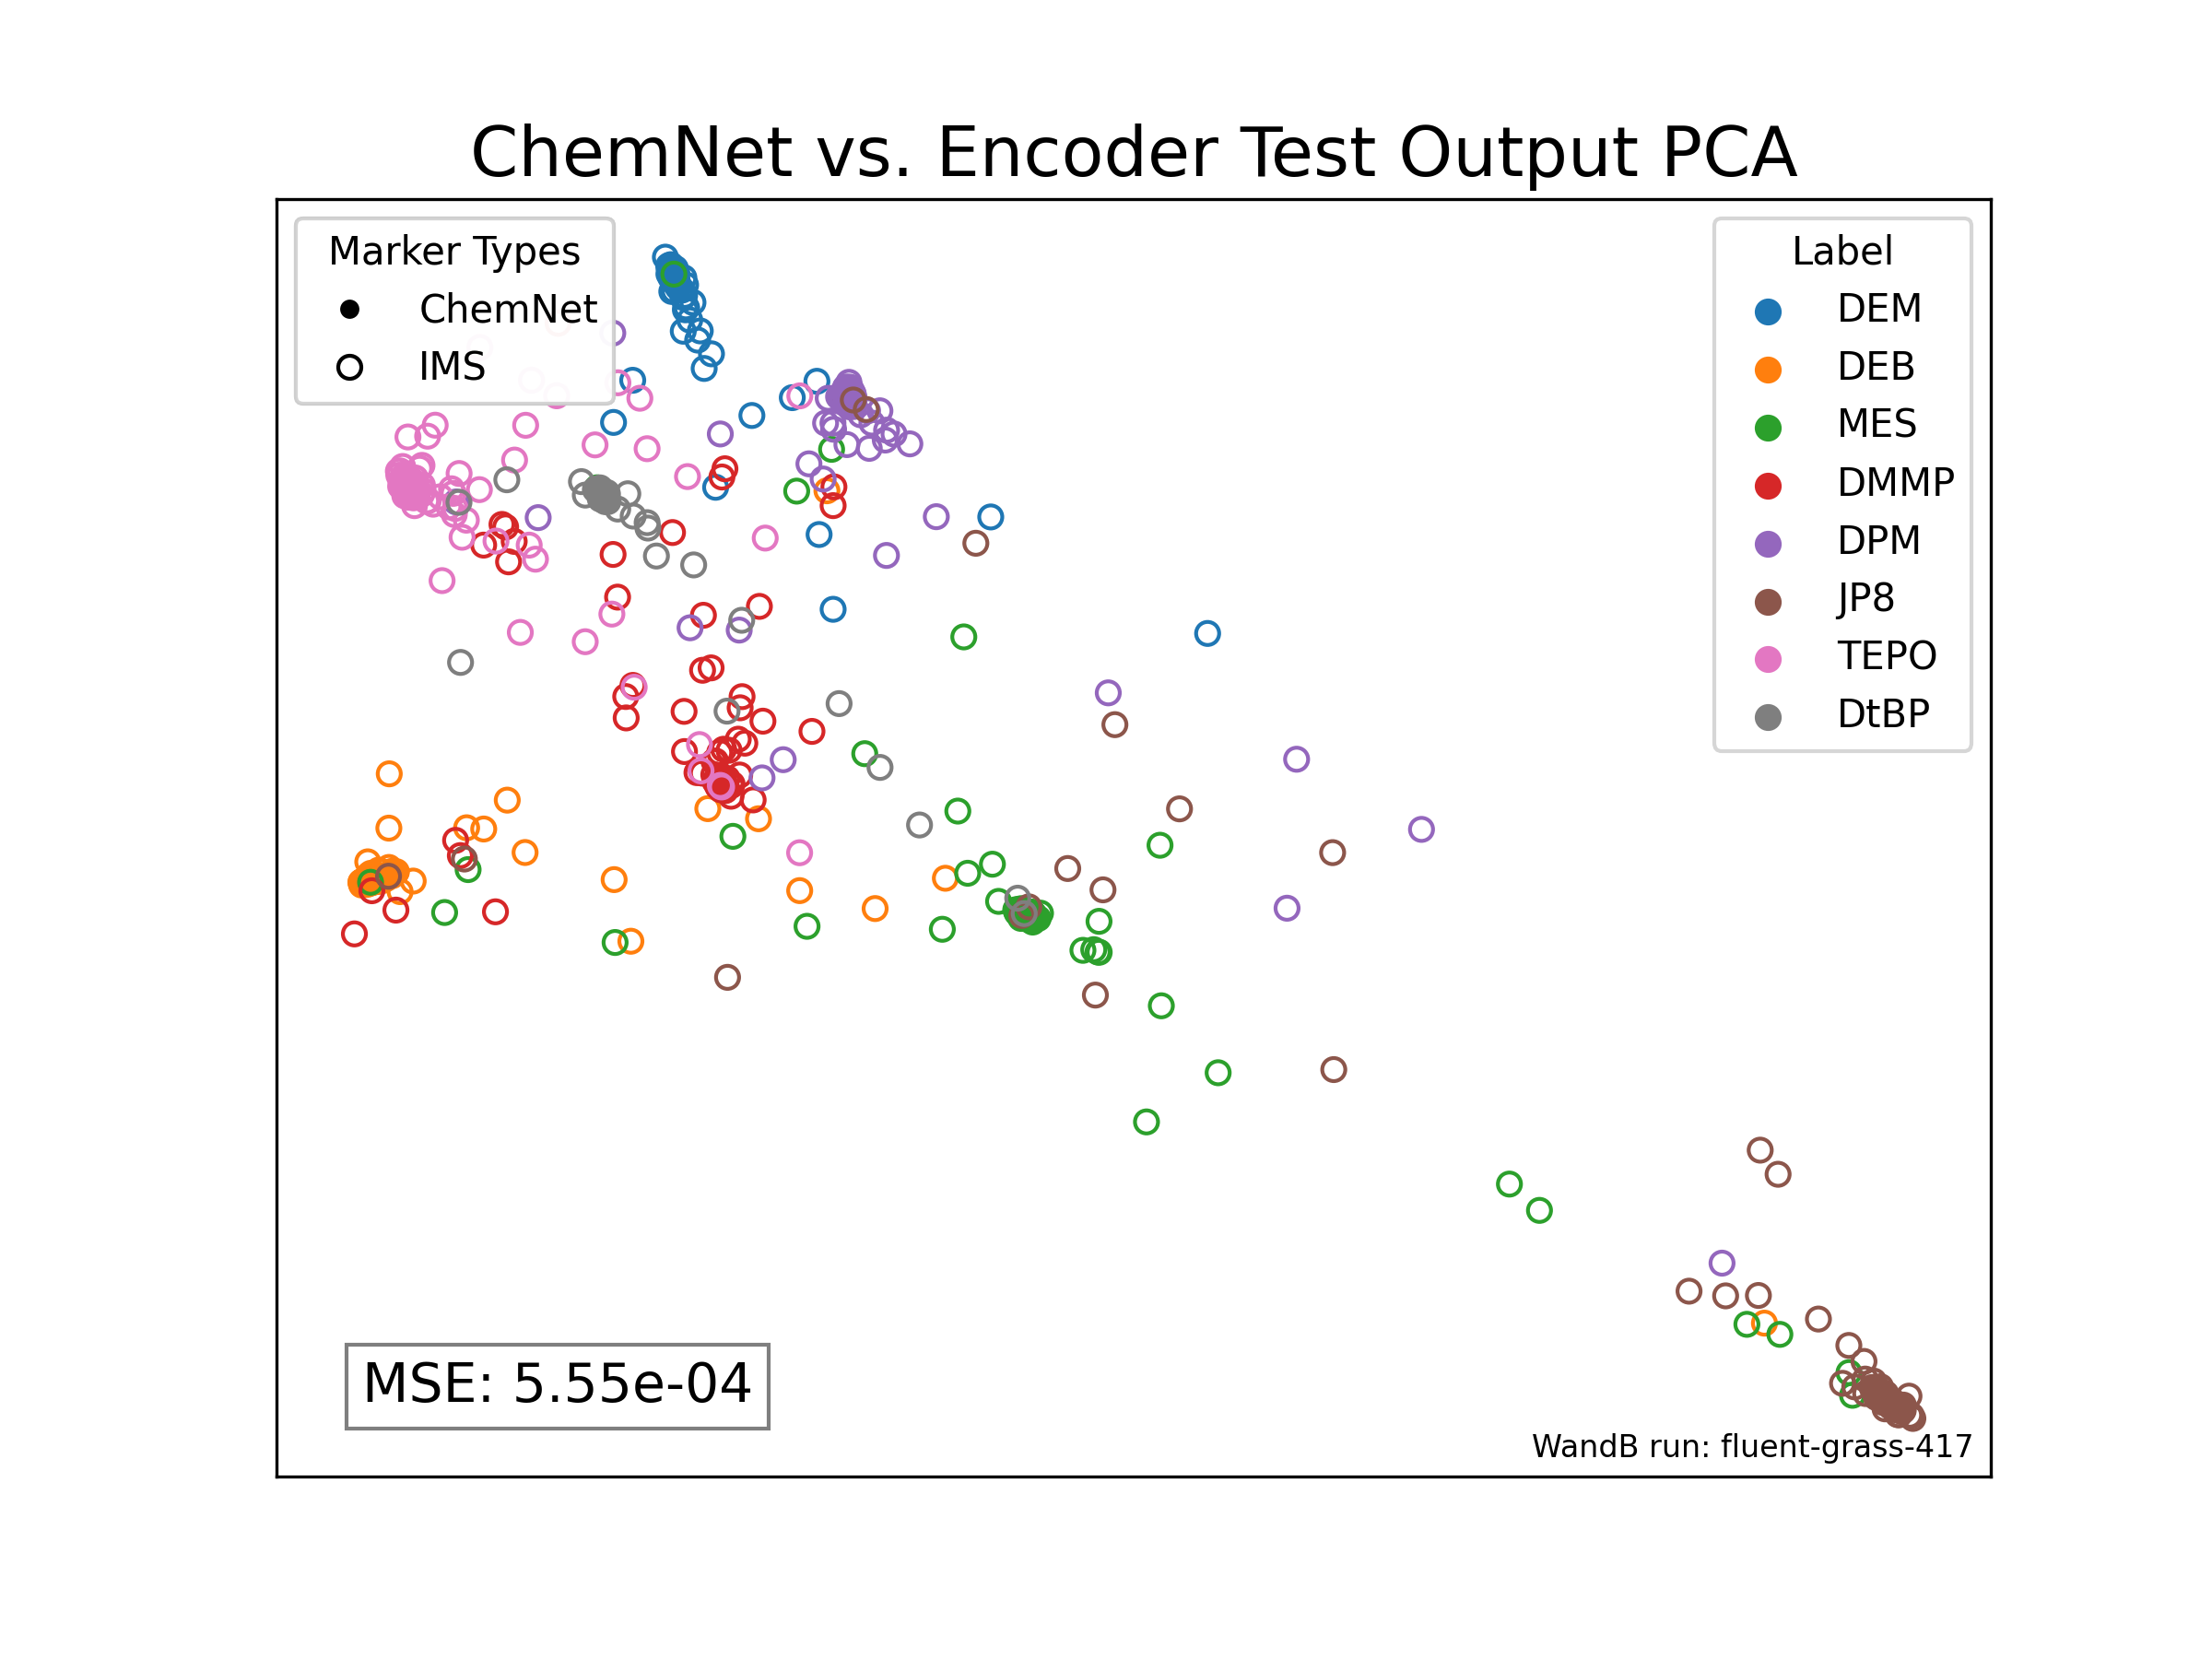 ChemNet vs. Encoder Test Output PCA
Marker Types
ChemNet
IMS
Label
DEM
DEB
MES
DMMP
DPM
JP8
TEPO
DtBP
MSE: 5.55e-04
WandB run: fluent-grass-417